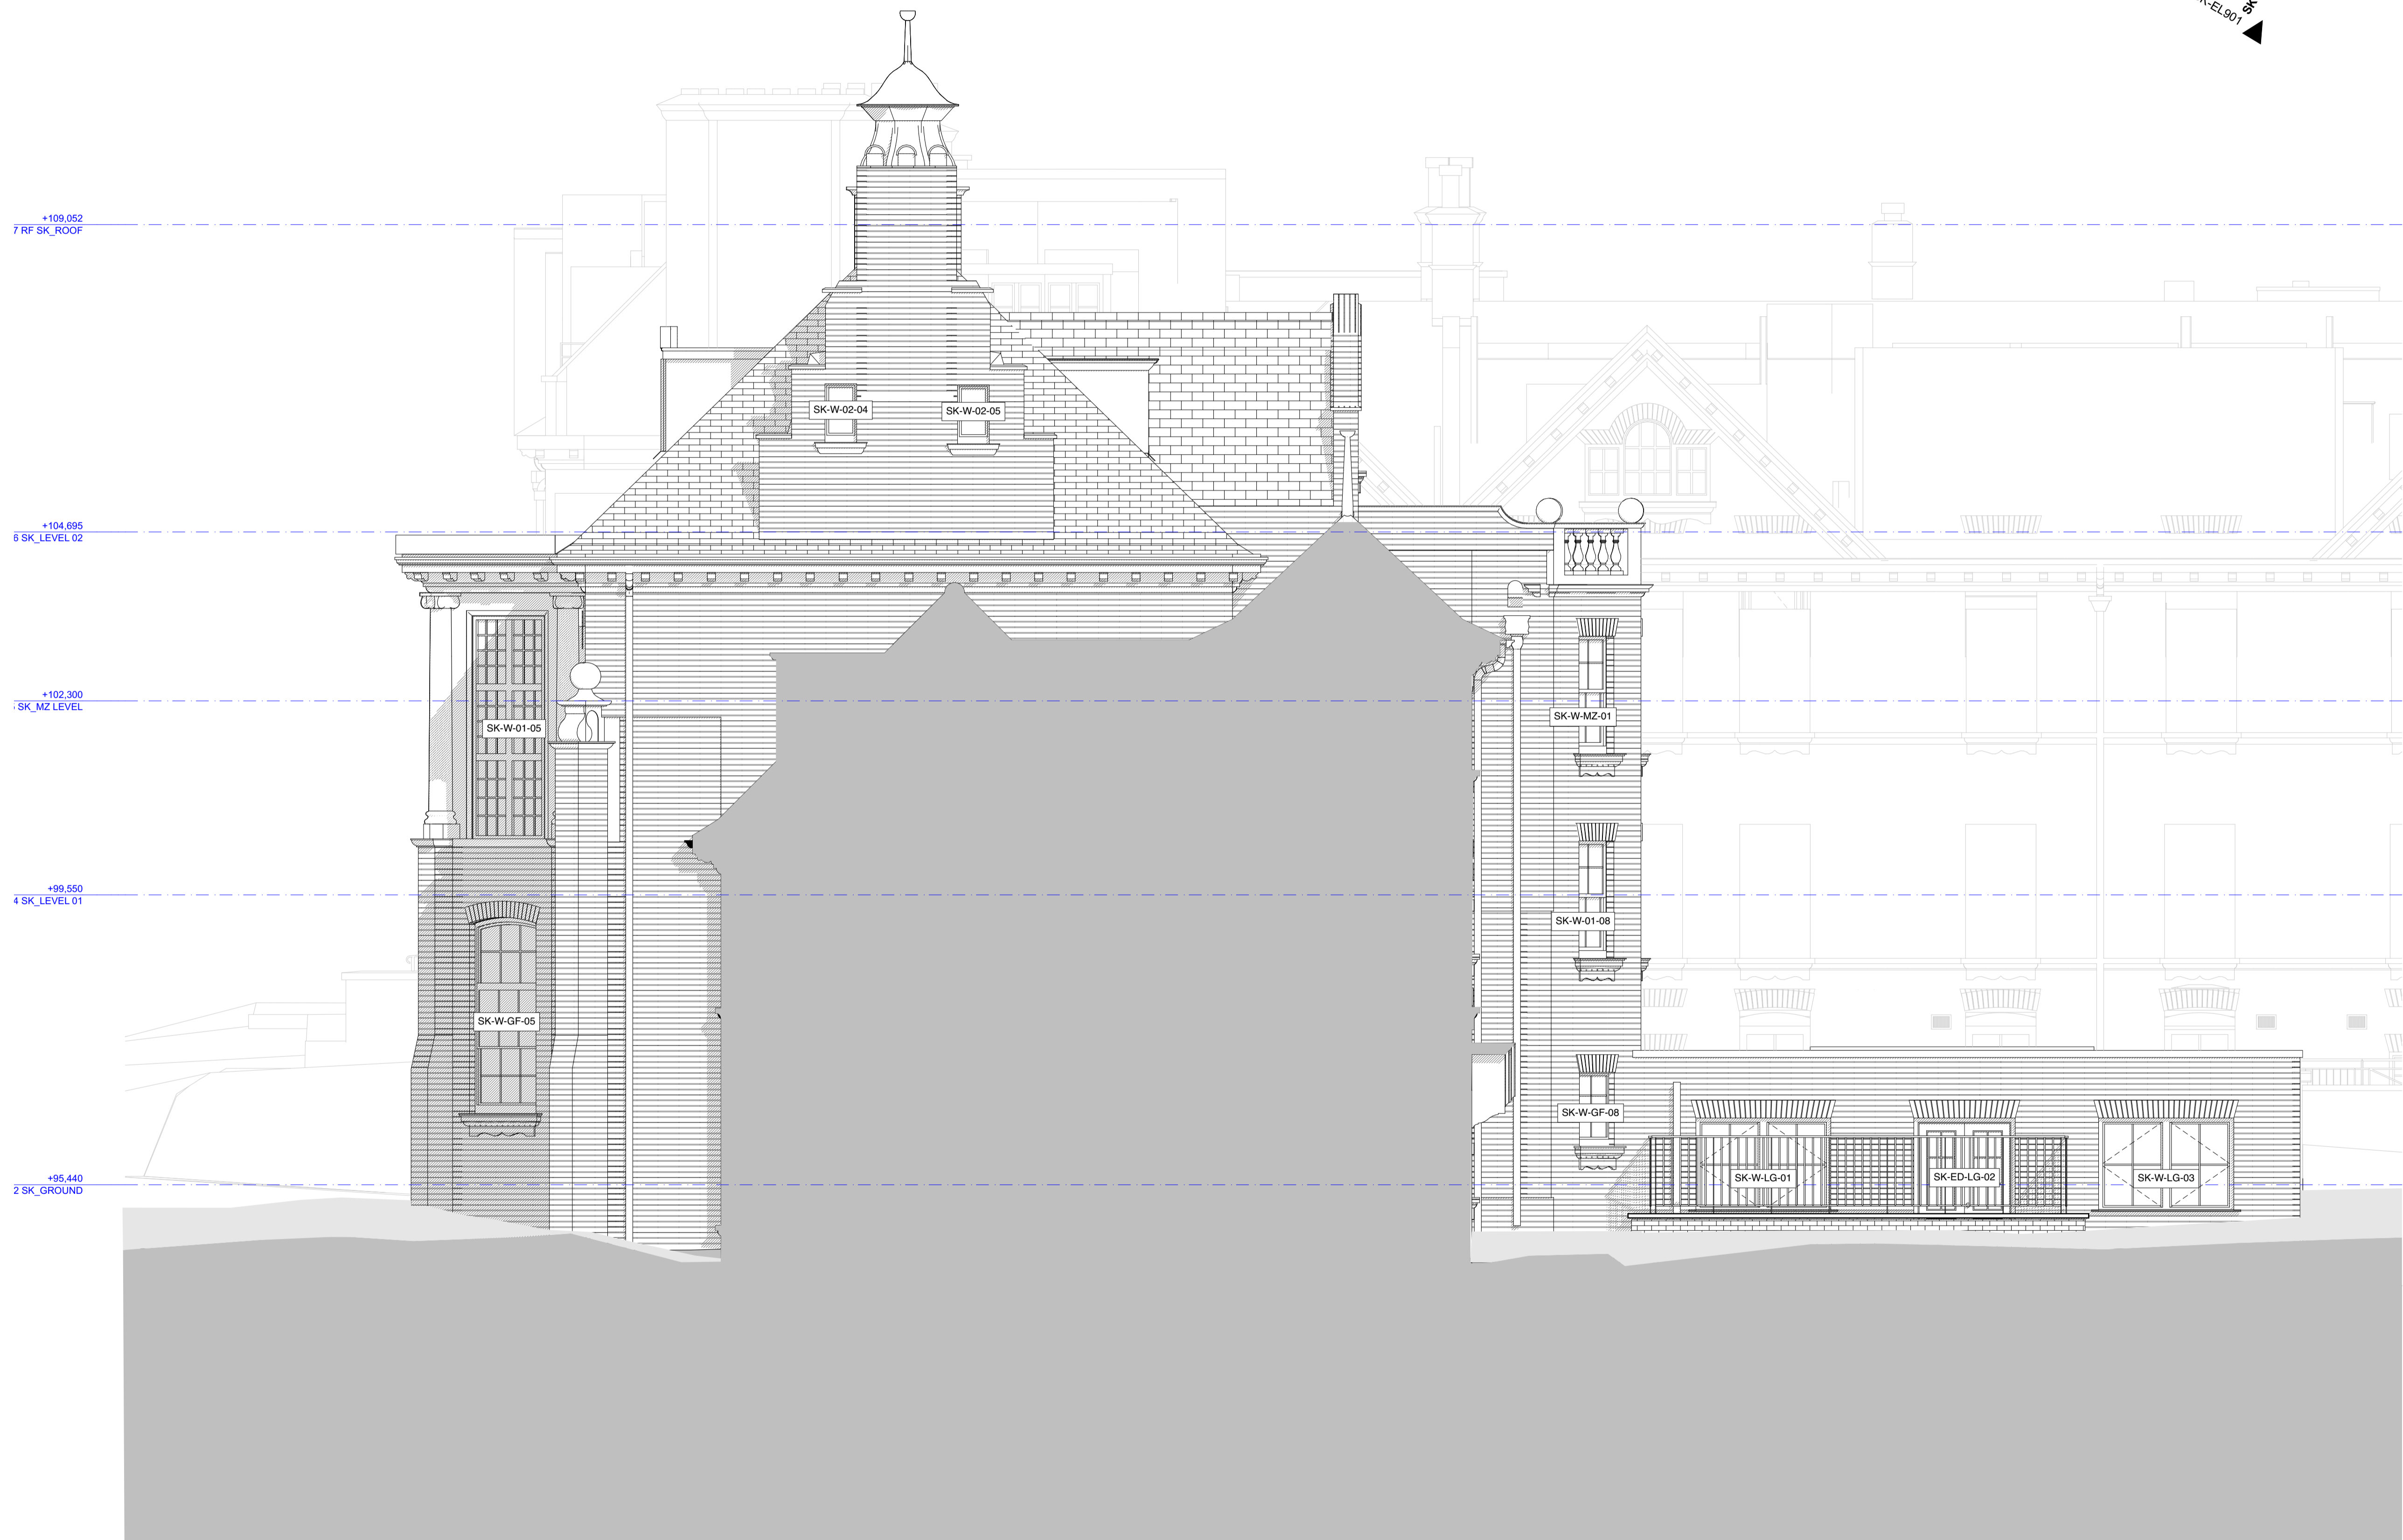 SK-EL901
SK
+109,052
7 RF SK_ROOF
SK-W-02-04
SK-W-02-05
+104,695
6 SK_LEVEL 02
+102,300
SK_MZ LEVEL
SK-W-01-05
SK-W-MZ-01
+99,550
4 SK_LEVEL 01
SK-W-01-08
SK-W-GF-05
SK-W-GF-08
+95,440
2 SK_GROUND
SK-W-LG-01
SK-ED-LG-02
SK-W-LG-03